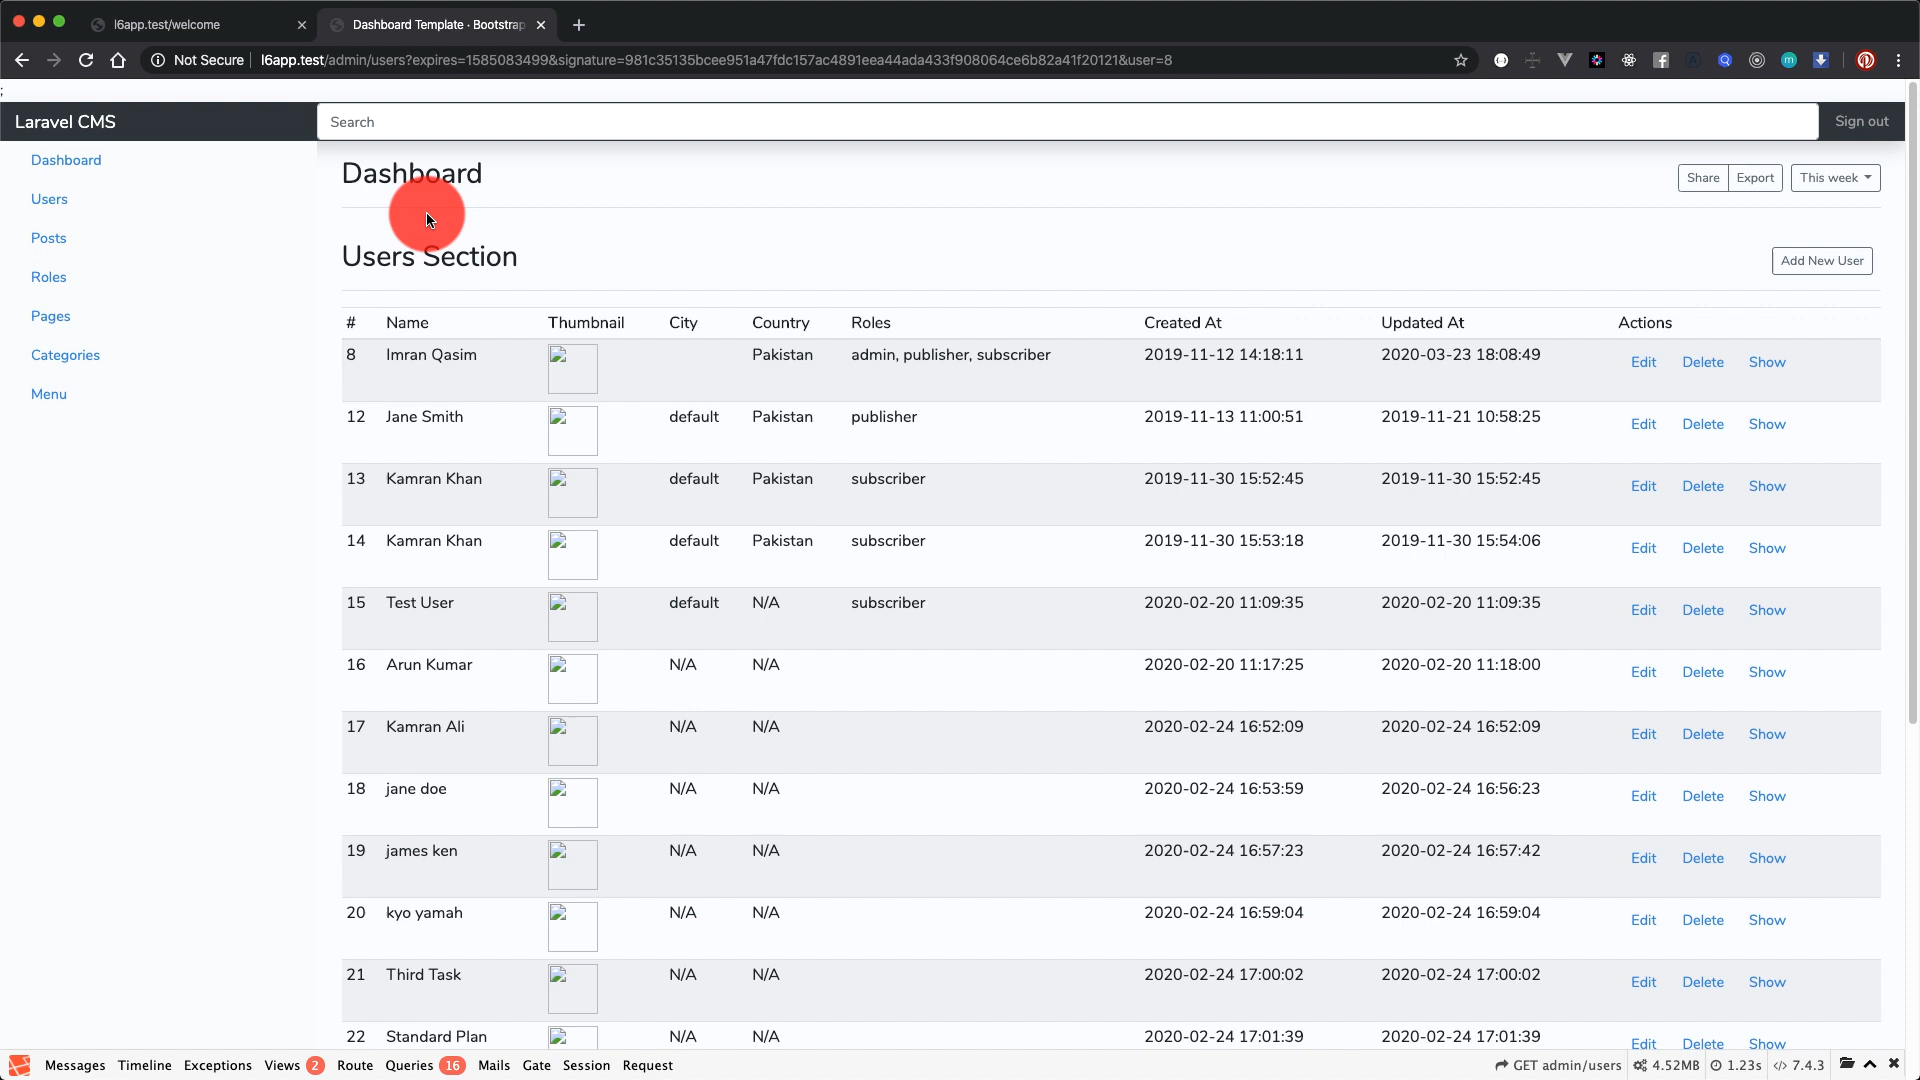 l6app.test/welcome
Dashboard Template · Bootstrap
Not Secure
l6app.test/admin/users?expires=1585083499&signature=981c35135bcee951a47fdc157ac4891eea44ada433f908064ce6b82a41f20121&user=8
;
Laravel CMS
Search
Sign out
Dashboard
Users
Posts
Roles
Pages
Categories
Menu
Dashboard
Share Export This week
Users Section
Add New User
# Name Thumbnail City Country Roles Created At Updated At Actions
8 Imran Qasim Pakistan admin, publisher, subscriber 2019-11-12 14:18:11 2020-03-23 18:08:49 Edit Delete Show
12 Jane Smith default Pakistan publisher 2019-11-13 11:00:51 2019-11-21 10:58:25 Edit Delete Show
13 Kamran Khan default Pakistan subscriber 2019-11-30 15:52:45 2019-11-30 15:52:45 Edit Delete Show
14 Kamran Khan default Pakistan subscriber 2019-11-30 15:53:18 2019-11-30 15:54:06 Edit Delete Show
15 Test User default N/A subscriber 2020-02-20 11:09:35 2020-02-20 11:09:35 Edit Delete Show
16 Arun Kumar N/A N/A 2020-02-20 11:17:25 2020-02-20 11:18:00 Edit Delete Show
17 Kamran Ali N/A N/A 2020-02-24 16:52:09 2020-02-24 16:52:09 Edit Delete Show
18 jane doe N/A N/A 2020-02-24 16:53:59 2020-02-24 16:56:23 Edit Delete Show
19 james ken N/A N/A 2020-02-24 16:57:23 2020-02-24 16:57:42 Edit Delete Show
20 kyo yamah N/A N/A 2020-02-24 16:59:04 2020-02-24 16:59:04 Edit Delete Show
21 Third Task N/A N/A 2020-02-24 17:00:02 2020-02-24 17:00:02 Edit Delete Show
22 Standard Plan N/A N/A 2020-02-24 17:01:39 2020-02-24 17:01:39 Edit Delete Show
Messages Timeline Exceptions Views 2 Route Queries 16 Mails Gate Session Request GET admin/users 4.52MB 1.23s 7.4.3